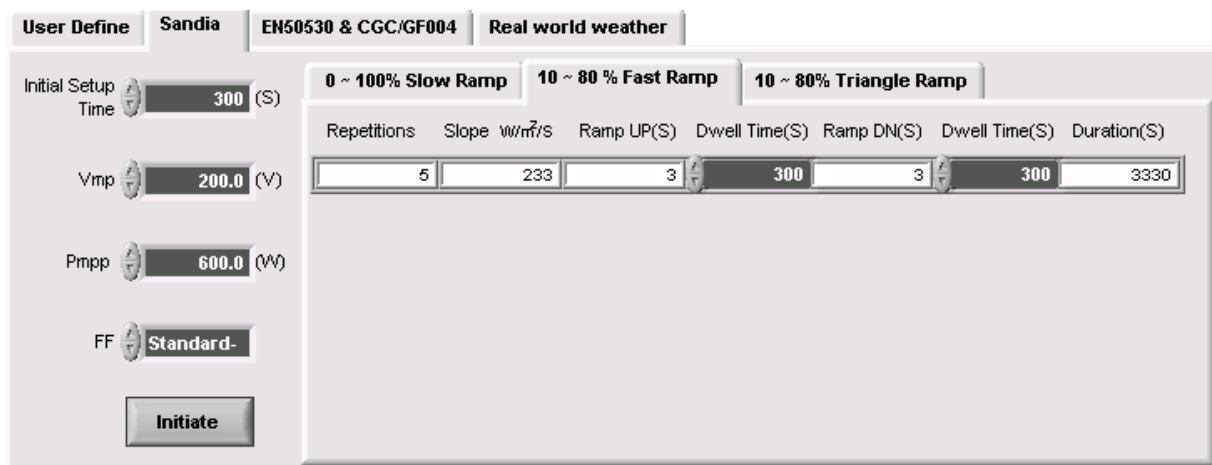 User Define Sandia EN50530 & CGC/GF004 Real world weather
Initial Setup Time 300 (S)
0 ~ 100% Slow Ramp 10 ~ 80 % Fast Ramp 10 ~ 80% Triangle Ramp
Repetitions Slope W/㎡/S Ramp UP(S) Dwell Time(S) Ramp DN(S) Dwell Time(S) Duration(S)
5 233 3 300 3 300 3330
Vmp 200.0 (V)
Pmpp 600.0 (W)
FF Standard-
Initiate